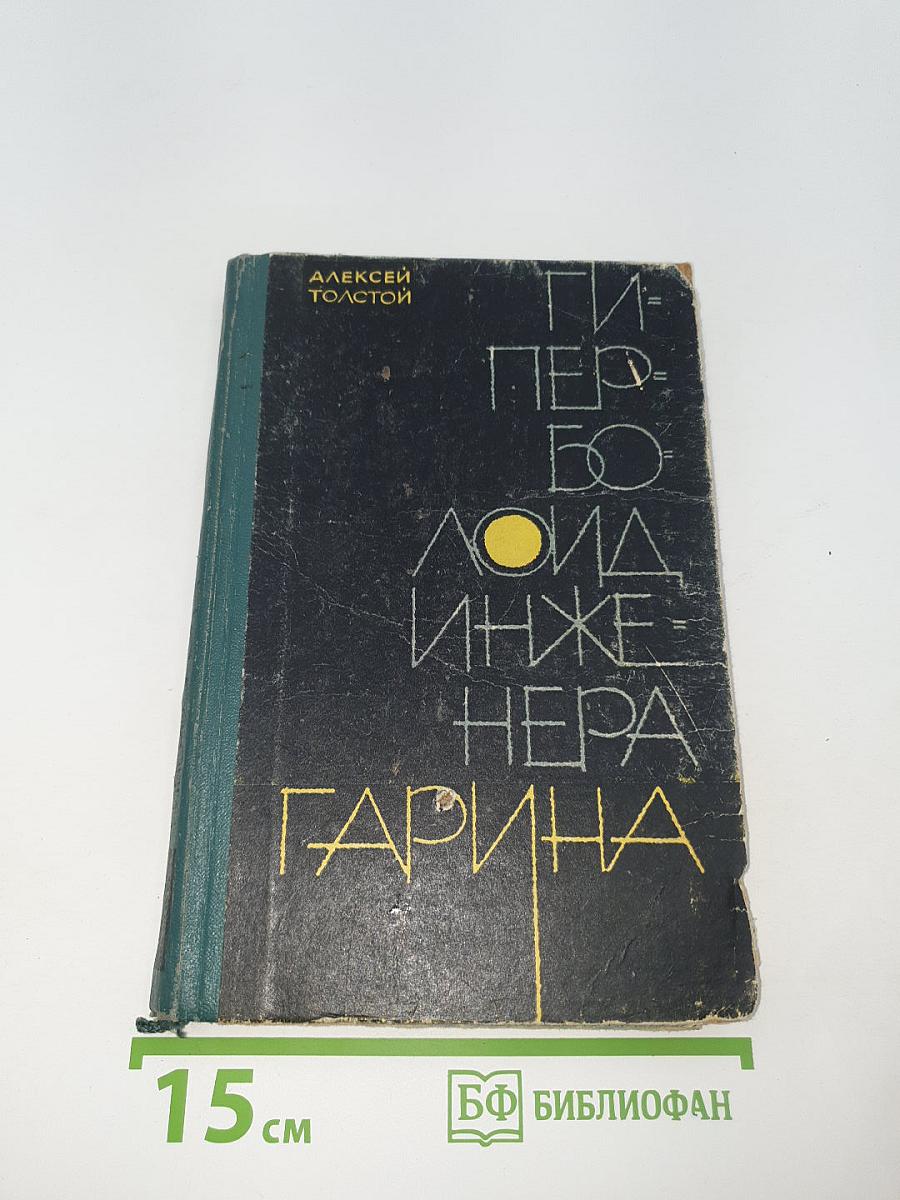 АЛЕКСЕЙ
ТОЛСТОЙ
ГИ=
ПЕР=
БО=
ЛОИД
ИНЖЕ=
НЕРА
ГАРИНА
15 см
БФ БИБЛИОФАН